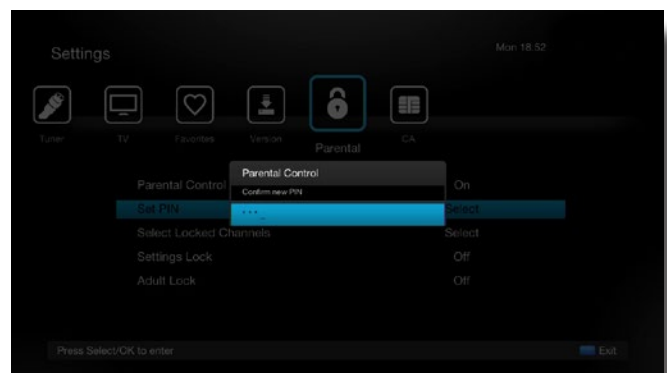 Settings
Mon 18.52
Tuner TV Favorites Version Parental CA
Parental Control On
Parental Control
Confirm new PIN
Set PIN Select
* * * _
Select Locked Channels Select
Settings Lock Off
Adult Lock Off
Press Select/OK to enter Exit